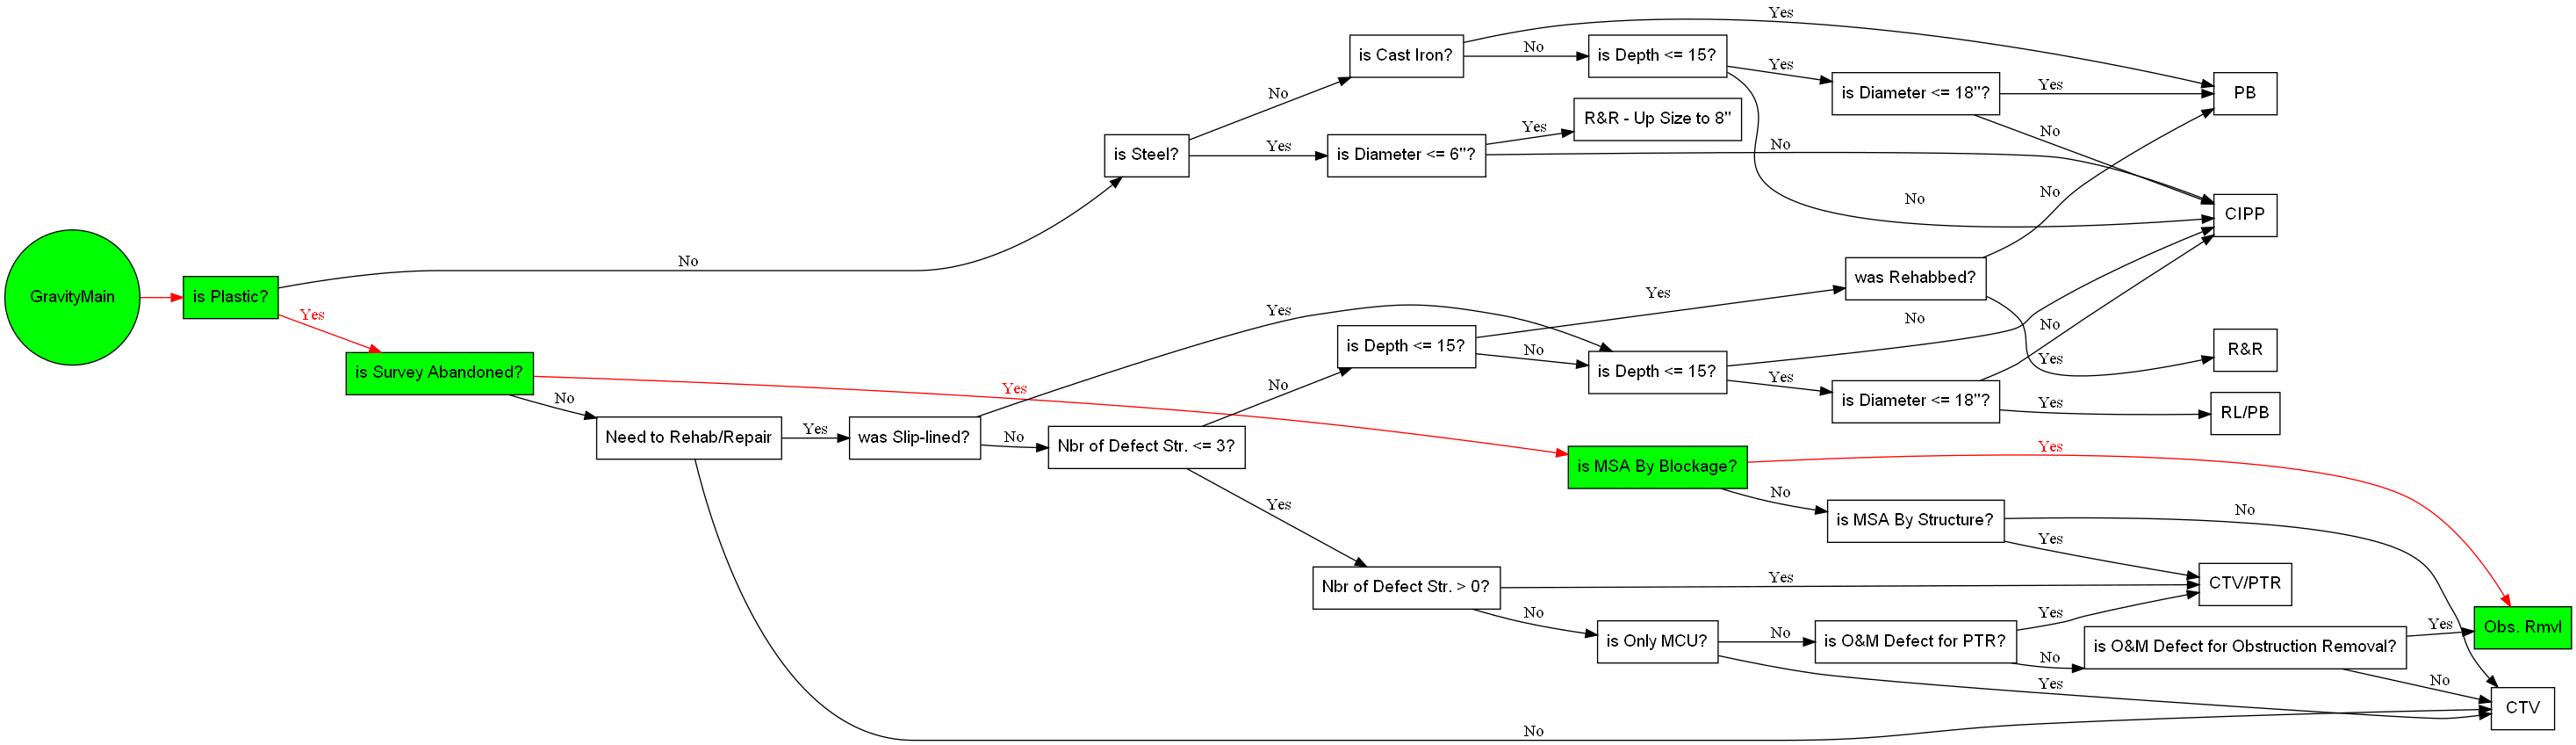 Yes
is Cast Iron?
No
is Depth <= 15?
Yes
is Diameter <= 18"?
Yes
PB
No
R&R - Up Size to 8"
Yes
is Steel?
Yes
is Diameter <= 6"?
No
No
CIPP
No
No
was Rehabbed?
No
GravityMain
is Plastic?
Yes
Yes
Yes
No
No
is Depth <= 15?
No
Yes
R&R
is Survey Abandoned?
Yes
No
is Depth <= 15?
Yes
is Diameter <= 18"?
Yes
RL/PB
No
Need to Rehab/Repair
Yes
was Slip-lined?
No
Nbr of Defect Str. <= 3?
is MSA By Blockage?
Yes
No
Yes
is MSA By Structure?
No
Yes
Nbr of Defect Str. > 0?
Yes
CTV/PTR
No
is Only MCU?
No
is O&M Defect for PTR?
Yes
No
is O&M Defect for Obstruction Removal?
Yes
Obs. Rmvl
Yes
No
CTV
No